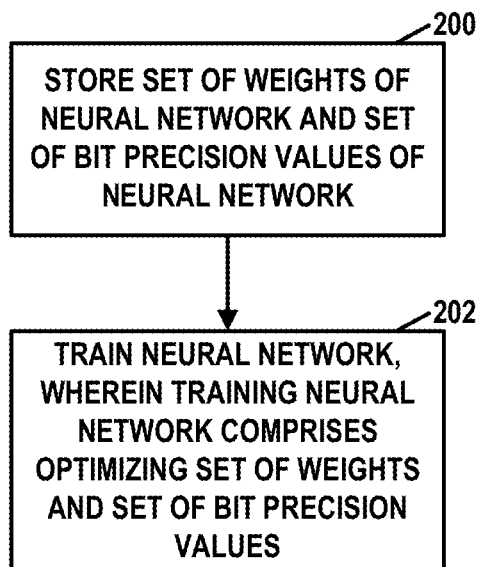 200
STORE SET OF WEIGHTS OF
NEURAL NETWORK AND SET
OF BIT PRECISION VALUES OF
NEURAL NETWORK
202
TRAIN NEURAL NETWORK,
WHEREIN TRAINING NEURAL
NETWORK COMPRISES
OPTIMIZING SET OF WEIGHTS
AND SET OF BIT PRECISION
VALUES